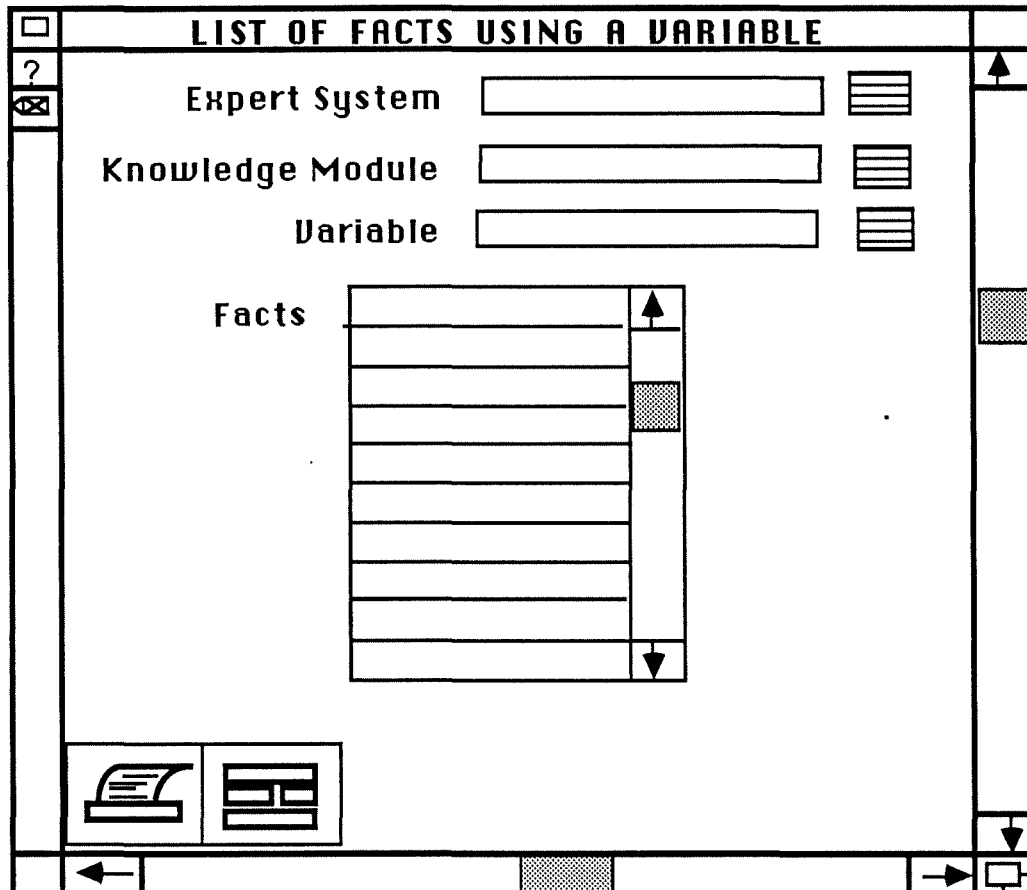 LIST OF FACTS USING A VARIABLE
?
Expert System
Knowledge Module
Variable
Facts